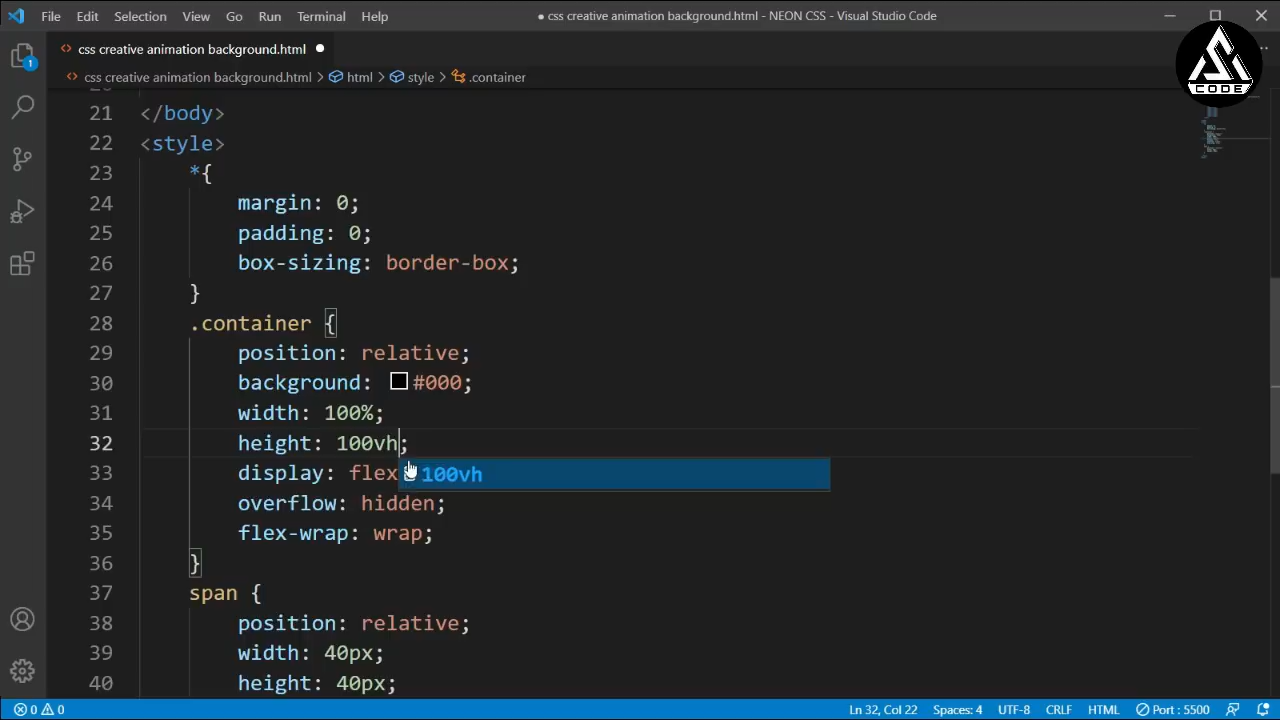 File Edit Selection View Go Run Terminal Help
● css creative animation background.html - NEON CSS - Visual Studio Code
<> css creative animation background.html ●
<> css creative animation background.html > html > style > .container
CODE
1
21 </body>
22 <style>
23 *{
24 margin: 0;
25 padding: 0;
26 box-sizing: border-box;
27 }
28 .container {
29 position: relative;
30 background: #000;
31 width: 100%;
32 height: 100vh;
33 display: flex
100vh
34 overflow: hidden;
35 flex-wrap: wrap;
36 }
37 span {
38 position: relative;
39 width: 40px;
40 height: 40px;
0 0 Ln 32, Col 22 Spaces: 4 UTF-8 CRLF HTML Port : 5500